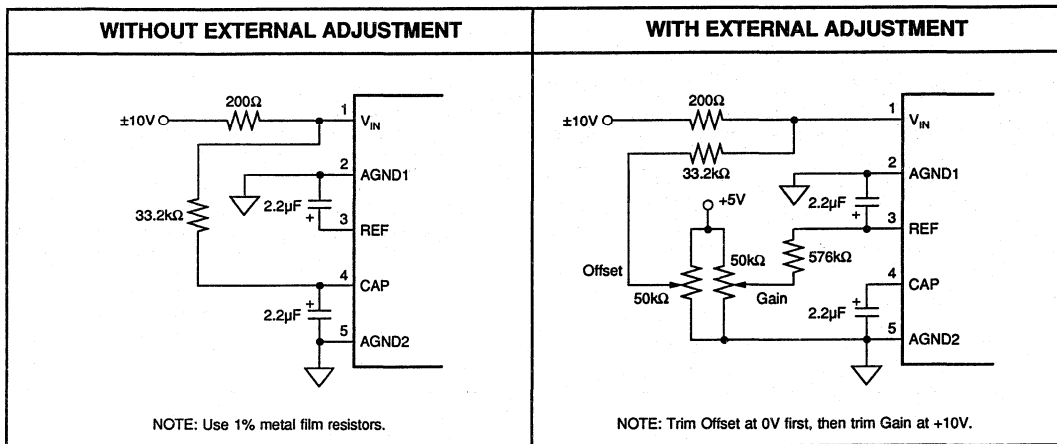 WITHOUT EXTERNAL ADJUSTMENT
200Ω
1
±10V
V_IN
2
AGND1
2.2µF
+
33.2kΩ
3
REF
4
CAP
+
2.2µF
5
AGND2
NOTE: Use 1% metal film resistors.
WITH EXTERNAL ADJUSTMENT
200Ω
1
±10V
V_IN
33.2kΩ
2
AGND1
+5V
2.2µF
+
3
REF
50kΩ
576kΩ
Offset
4
CAP
50kΩ
Gain
+
2.2µF
5
AGND2
NOTE: Trim Offset at 0V first, then trim Gain at +10V.